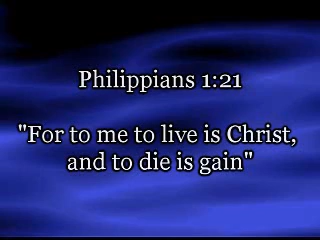 Philippians 1:21
"For to me to live is Christ,
and to die is gain"